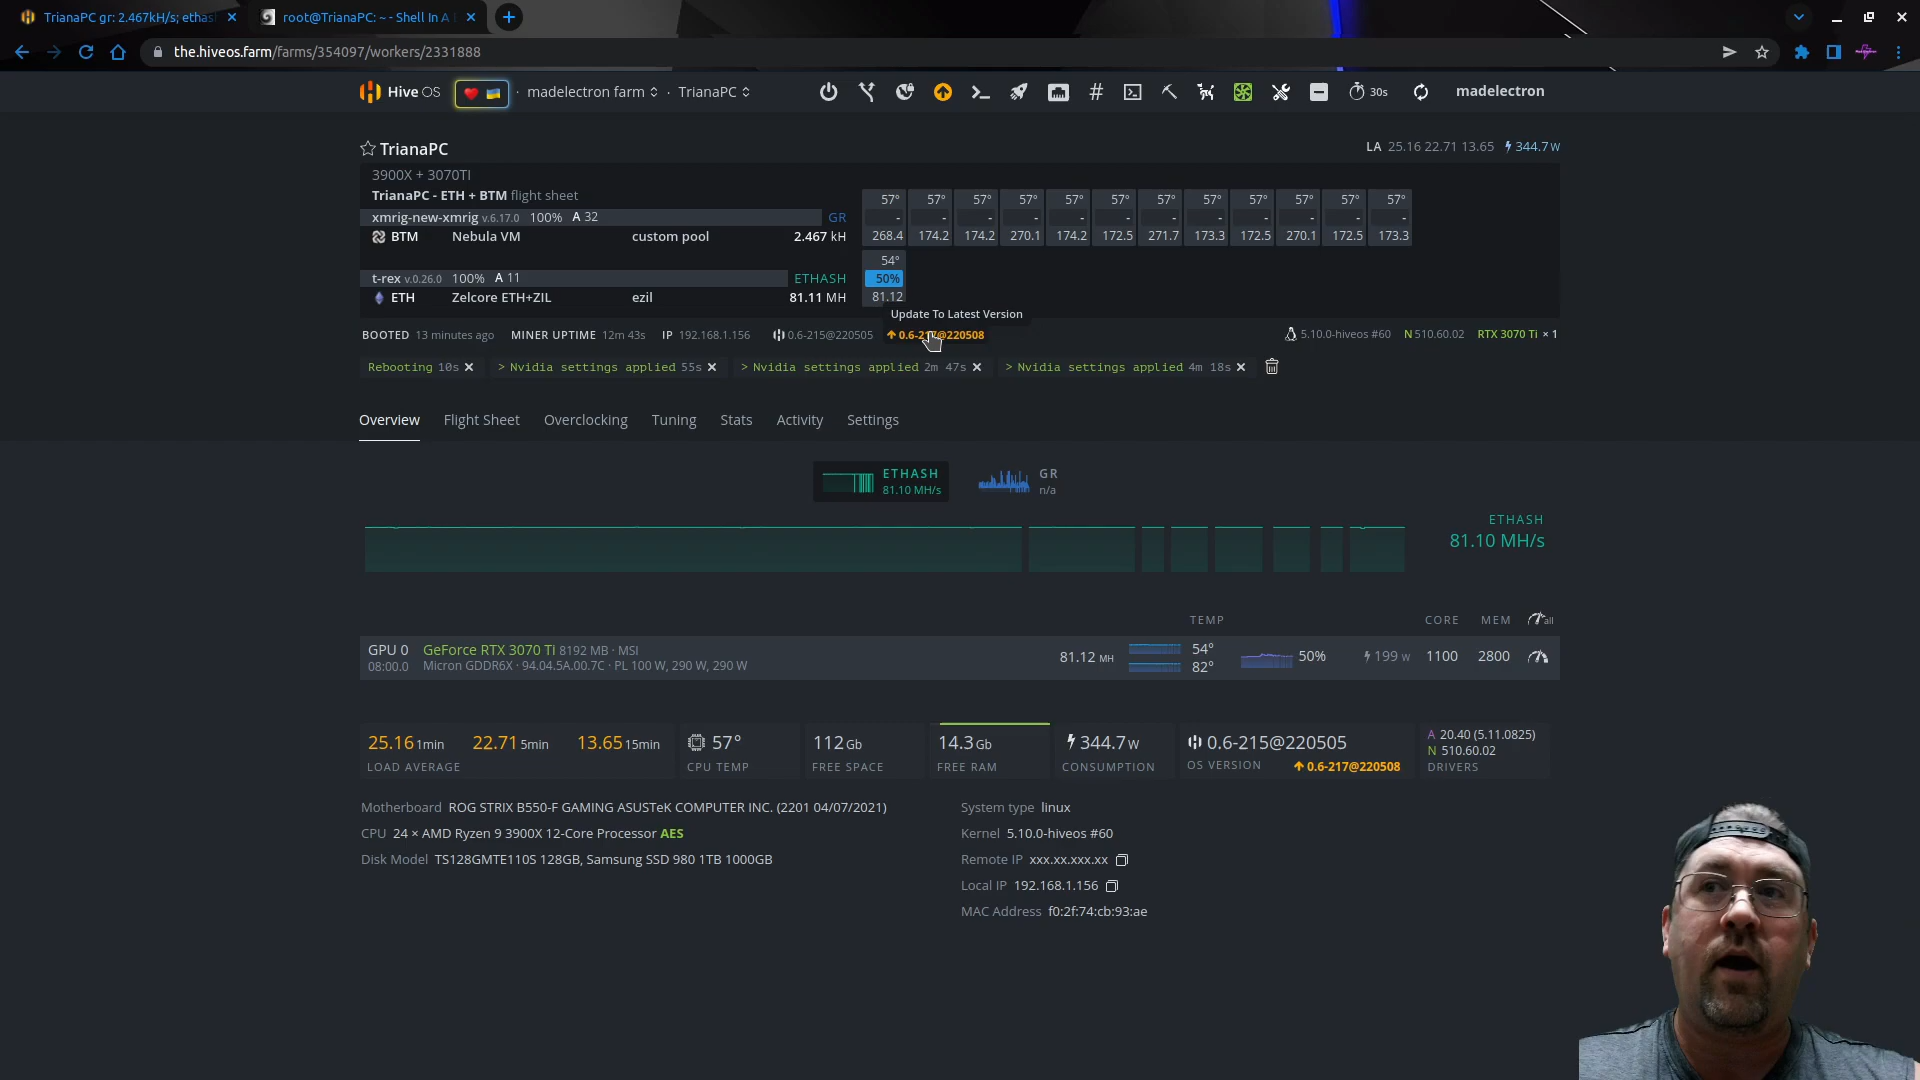 TrianaPC gr: 2.467kH/s; ethas
root@TrianaPC: ~ - Shell In A
the.hiveos.farm/farms/354097/workers/2331888
Hive OS · madelectron farm · TrianaPC
30s
madelectron
TrianaPC
LA 25.16 22.71 13.65 344.7 W
3900X + 3070TI
TrianaPC - ETH + BTM flight sheet
xmrig-new-xmrig v.6.17.0 100% A 32 GR
BTM Nebula VM custom pool 2.467 kH
57° 57° 57° 57° 57° 57° 57° 57° 57° 57° 57° 57°
- - - - - - - - - - - -
268.4 174.2 174.2 270.1 174.2 172.5 271.7 173.3 172.5 270.1 172.5 173.3
t-rex v.0.26.0 100% A 11 ETHASH
ETH Zelcore ETH+ZIL ezil 81.11 MH
54°
50%
81.12
Update To Latest Version
BOOTED 13 minutes ago MINER UPTIME 12m 43s IP 192.168.1.156 0.6-215@220505 0.6-217@220508
5.10.0-hiveos #60 N 510.60.02 RTX 3070 Ti × 1
Rebooting 10s > Nvidia settings applied 55s > Nvidia settings applied 2m 47s > Nvidia settings applied 4m 18s
Overview Flight Sheet Overclocking Tuning Stats Activity Settings
ETHASH
81.10 MH/s
GR
n/a
ETHASH
81.10 MH/s
TEMP CORE MEM all
GPU 0 GeForce RTX 3070 Ti 8192 MB · MSI
08:00.0 Micron GDDR6X · 94.04.5A.00.7C · PL 100 W, 290 W, 290 W
81.12 MH 54° 82° 50% 199 W 1100 2800
25.16 1min 22.71 5min 13.65 15min
LOAD AVERAGE
57°
CPU TEMP
112 Gb
FREE SPACE
14.3 Gb
FREE RAM
344.7 W
CONSUMPTION
0.6-215@220505
OS VERSION 0.6-217@220508
A 20.40 (5.11.0825)
N 510.60.02
DRIVERS
Motherboard ROG STRIX B550-F GAMING ASUSTeK COMPUTER INC. (2201 04/07/2021)
CPU 24 × AMD Ryzen 9 3900X 12-Core Processor AES
Disk Model TS128GMTE110S 128GB, Samsung SSD 980 1TB 1000GB
System type linux
Kernel 5.10.0-hiveos #60
Remote IP xxx.xx.xxx.xx
Local IP 192.168.1.156
MAC Address f0:2f:74:cb:93:ae